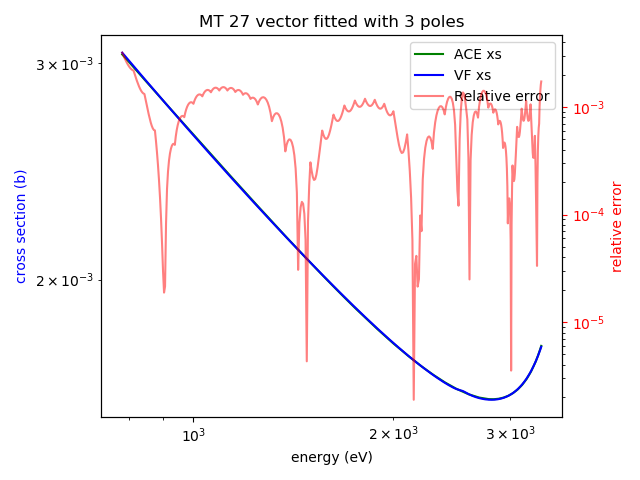 MT 27 vector fitted with 3 poles
ACE xs
VF xs
Relative error
3 × 10⁻³
2 × 10⁻³
cross section (b)
10⁻³
10⁻⁴
10⁻⁵
relative error
10³
2 × 10³
3 × 10³
energy (eV)